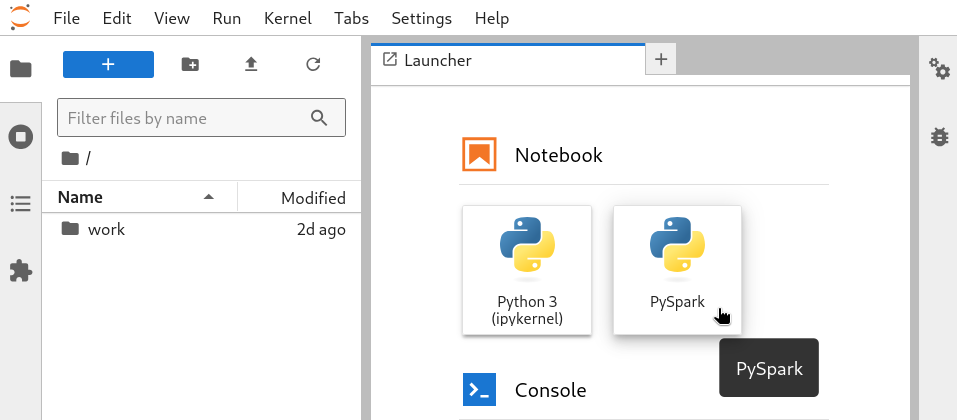 File Edit View Run Kernel Tabs Settings Help
Launcher
Filter files by name
/
Name Modified
work 2d ago
Notebook
Python 3
(ipykernel)
PySpark
PySpark
Console